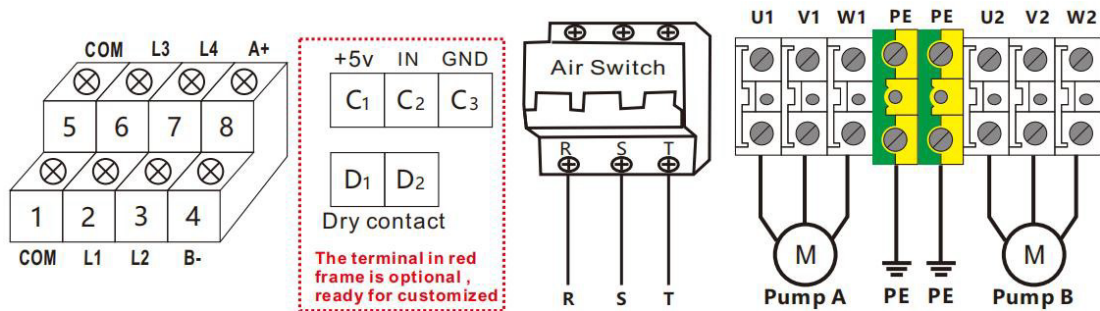 COM L3 L4 A+
5 6 7 8
1 2 3 4
COM L1 L2 B-
+5v IN GND
C1 C2 C3
D1 D2
Dry contact
The terminal in red
frame is optional ,
ready for customized
Air Switch
R S T
R S T
U1 V1 W1 PE PE U2 V2 W2
M M
Pump A PE PE Pump B